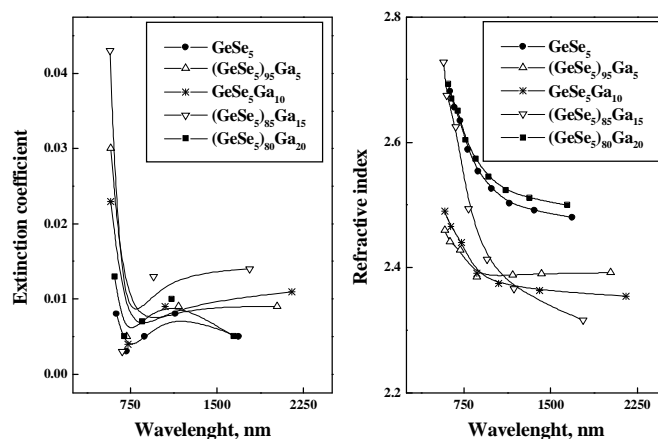 GeSe5
(GeSe5)95Ga5
GeSe5Ga10
(GeSe5)85Ga15
(GeSe5)80Ga20
0.04
0.03
0.02
0.01
0.00
Extinction coefficient
750 1500 2250
Wavelenght, nm
GeSe5
(GeSe5)95Ga5
GeSe5Ga10
(GeSe5)85Ga15
(GeSe5)80Ga20
2.8
2.6
2.4
2.2
Refractive index
750 1500 2250
Wavelenght, nm